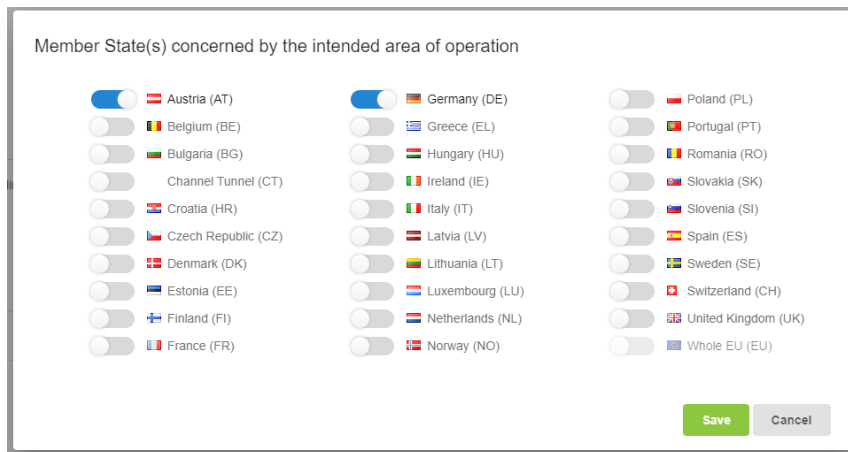 Member State(s) concerned by the intended area of operation
Austria (AT)
Belgium (BE)
Bulgaria (BG)
Channel Tunnel (CT)
Croatia (HR)
Czech Republic (CZ)
Denmark (DK)
Estonia (EE)
Finland (FI)
France (FR)
Germany (DE)
Greece (EL)
Hungary (HU)
Ireland (IE)
Italy (IT)
Latvia (LV)
Lithuania (LT)
Luxembourg (LU)
Netherlands (NL)
Norway (NO)
Poland (PL)
Portugal (PT)
Romania (RO)
Slovakia (SK)
Slovenia (SI)
Spain (ES)
Sweden (SE)
Switzerland (CH)
United Kingdom (UK)
Whole EU (EU)
Save
Cancel